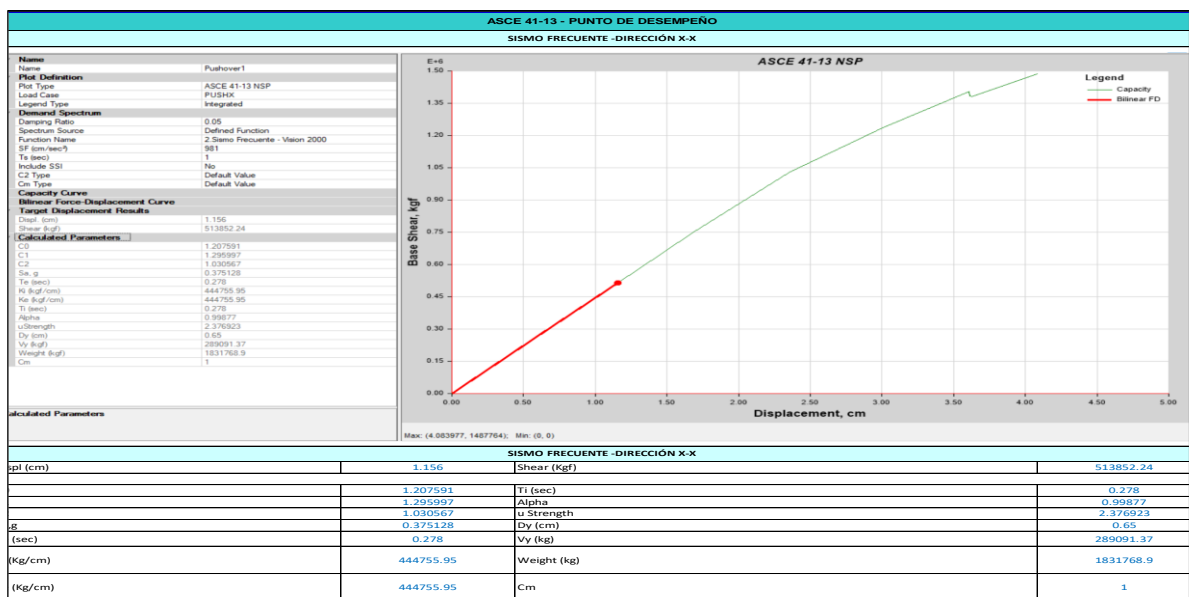 ASCE 41-13 - PUNTO DE DESEMPEÑO
SISMO FRECUENTE -DIRECCIÓN X-X
Name
Name Pushover1
Plot Definition
Plot Type ASCE 41-13 NSP
Load Case PUSHX
Legend Type Integrated
Demand Spectrum
Damping Ratio 0.05
Spectrum Source Defined Function
Function Name 2.Sismo Frecuente - Vision 2000
SF (cm/sec²) 981
Ts (sec) 1
Include SSI No
C2 Type Default Value
Cm Type Default Value
Capacity Curve
Bilinear Force-Displacement Curve
Target Displacement Results
Displ. (cm) 1.156
Shear (kgf) 513852.24
Calculated Parameters
C0 1.207591
C1 1.295997
C2 1.030567
Sa, g 0.375128
Te (sec) 0.278
Ki (kgf/cm) 444755.95
Ke (kgf/cm) 444755.95
Ti (sec) 0.278
Alpha 0.99877
uStrength 2.376923
Dy (cm) 0.65
Vy (kgf) 289091.37
Weight (kgf) 1831768.9
Cm 1
alculated Parameters
ASCE 41-13 NSP
E+6
1.50
1.35
1.20
1.05
0.90
0.75
0.60
0.45
0.30
0.15
0.00
Base Shear, kgf
Legend
Capacity
Bilinear FD
0.00 0.50 1.00 1.50 2.00 2.50 3.00 3.50 4.00 4.50 5.00
Displacement, cm
Max: (4.083977, 1487764); Min: (0, 0)
SISMO FRECUENTE -DIRECCIÓN X-X
spl (cm) 1.156 Shear (Kgf) 513852.24
1.207591 Ti (sec) 0.278
1.295997 Alpha 0.99877
1.030567 u Strength 2.376923
,g 0.375128 Dy (cm) 0.65
(sec) 0.278 Vy (kg) 289091.37
(Kg/cm) 444755.95 Weight (kg) 1831768.9
(Kg/cm) 444755.95 Cm 1